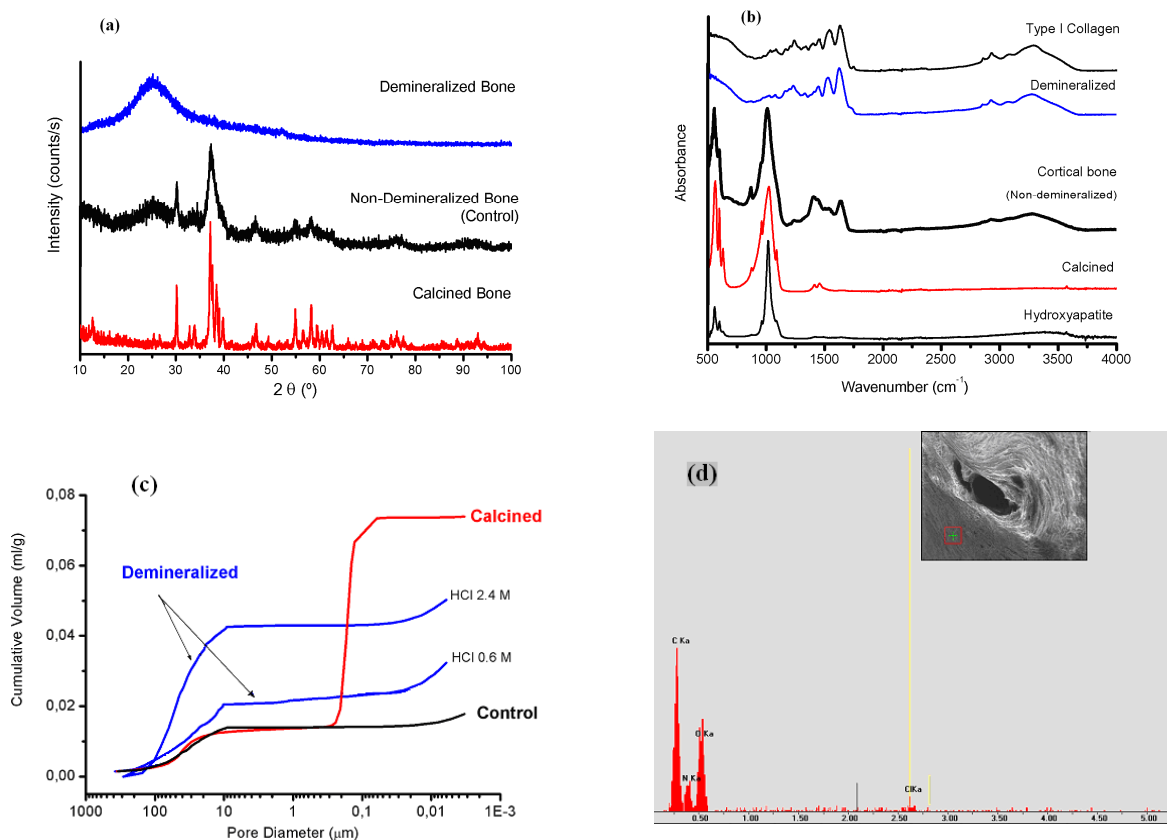 (a)
Demineralized Bone
Non-Demineralized Bone
(Control)
Calcined Bone
Intensity (counts/s)
10 20 30 40 50 60 70 80 90 100
2 θ (º)
(b)
Type I Collagen
Demineralized
Cortical bone
(Non-demineralized)
Calcined
Hydroxyapatite
Absorbance
500 1000 1500 2000 2500 3000 3500 4000
Wavenumber (cm⁻¹)
(c)
0,08
0,06
0,04
0,02
0,00
Cumulative Volume (ml/g)
Calcined
Demineralized
HCl 2.4 M
HCl 0.6 M
Control
1000 100 10 1 0,1 0,01 1E-3
Pore Diameter (μm)
(d)
C Ka
N Ka
O Ka
ClKa
0.50 1.00 1.50 2.00 2.50 3.00 3.50 4.00 4.50 5.00